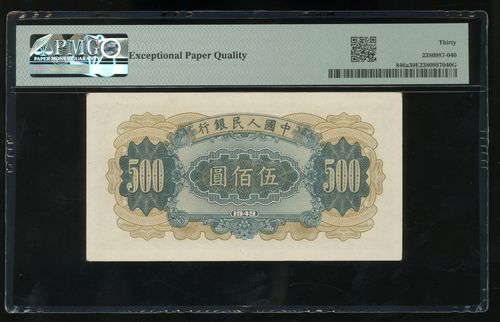 PMG
PAPER MONEY GUARANTY
Exceptional Paper Quality
Thirty
2380987-040
846a30E2380987040G
行銀民人國中
500
圓佰伍
500
1949